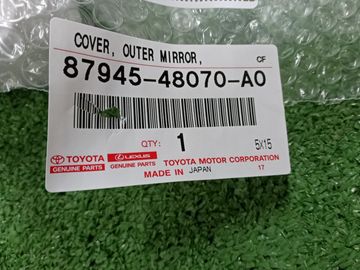 COVER, OUTER MIRROR,
CF
87945-48070-A0
QTY: 1
5X15
TOYOTA LEXUS TOYOTA MOTOR CORPORATION
GENUINE PARTS GENUINE PARTS
MADE IN JAPAN 17